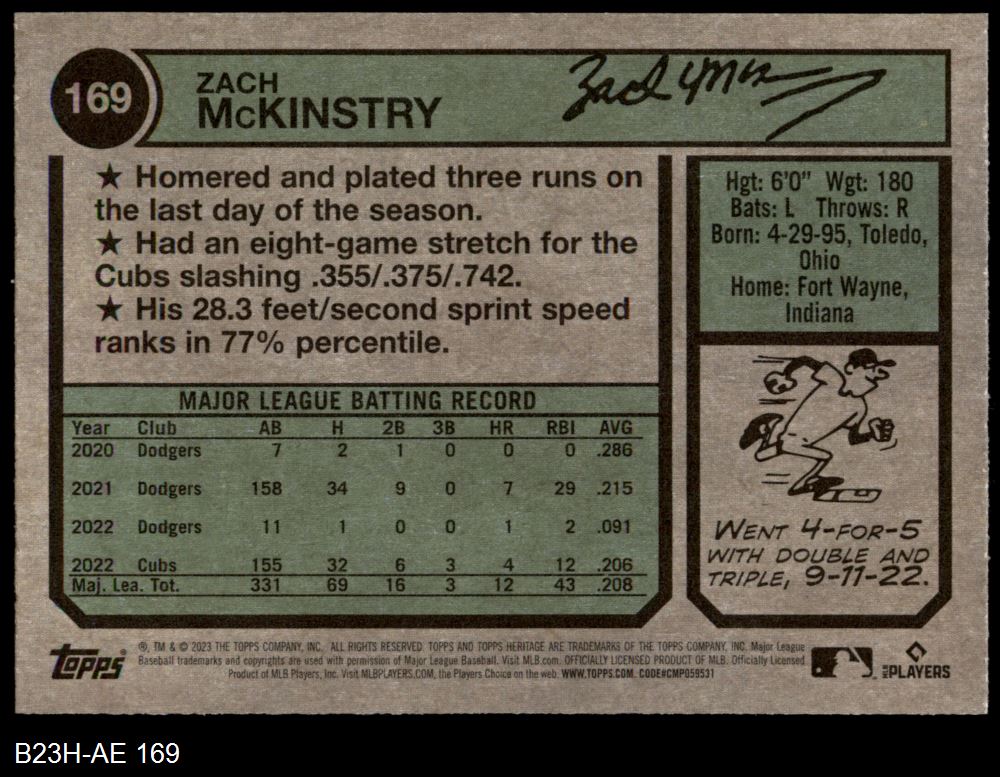 169
ZACH
McKINSTRY
Zach McKinstry
★ Homered and plated three runs on
the last day of the season.
★ Had an eight-game stretch for the
Cubs slashing .355/.375/.742.
★ His 28.3 feet/second sprint speed
ranks in 77% percentile.
MAJOR LEAGUE BATTING RECORD
Year Club AB H 2B 3B HR RBI AVG
2020 Dodgers 7 2 1 0 0 0 .286
2021 Dodgers 158 34 9 0 7 29 .215
2022 Dodgers 11 1 0 0 1 2 .091
2022 Cubs 155 32 6 3 4 12 .206
Maj. Lea. Tot. 331 69 16 3 12 43 .208
Hgt: 6'0" Wgt: 180
Bats: L Throws: R
Born: 4-29-95, Toledo,
Ohio
Home: Fort Wayne,
Indiana
WENT 4-FOR-5
WITH DOUBLE AND
TRIPLE, 9-11-22.
topps
®, TM & © 2023 THE TOPPS COMPANY, INC. ALL RIGHTS RESERVED. TOPPS AND TOPPS HERITAGE ARE TRADEMARKS OF THE TOPPS COMPANY, INC. Major League
Baseball trademarks and copyrights are used with permission of Major League Baseball. Visit MLB.com. OFFICIALLY LICENSED PRODUCT OF MLB. Officially Licensed
Product of MLB Players, Inc. Visit MLBPLAYERS.COM, the Players Choice on the web. WWW.TOPPS.COM. CODE#CMP059531
MLB PLAYERS
B23H-AE 169